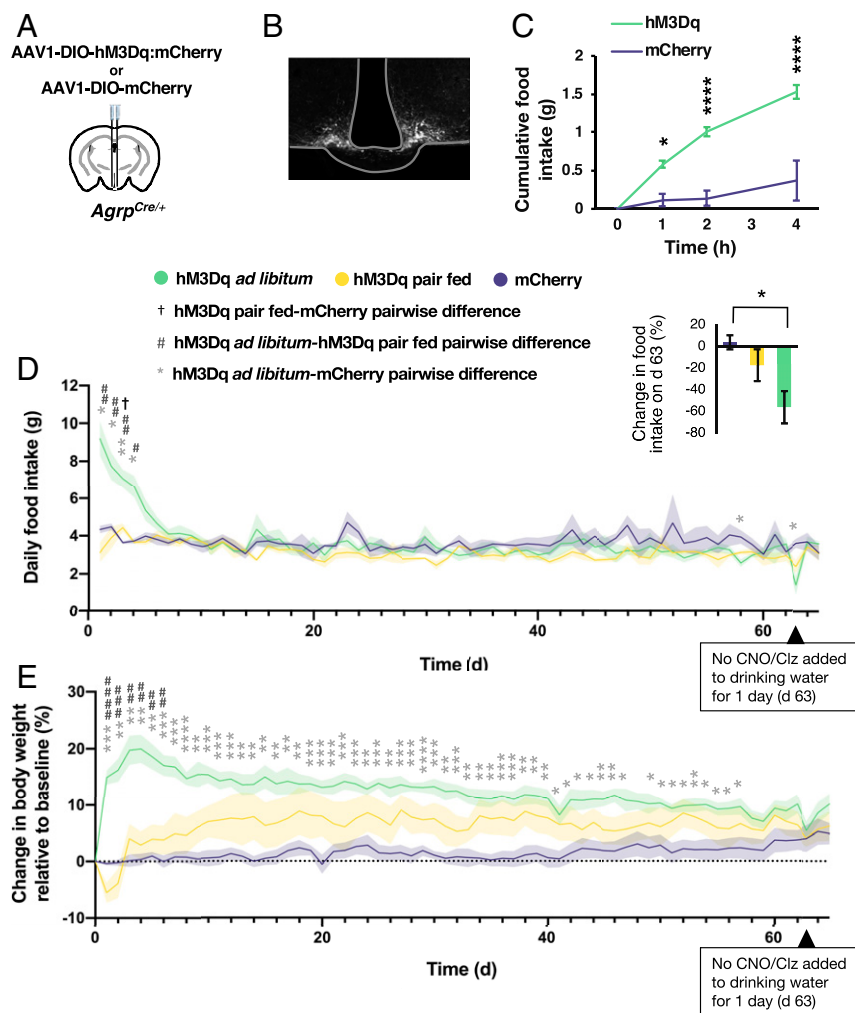 A
AAV1-DIO-hM3Dq:mCherry
or
AAV1-DIO-mCherry
Agrp^Cre/+
B
C
hM3Dq
mCherry
Cumulative food
intake (g)
2
1.5
1
0.5
0
*
****
****
0 1 2 3 4
Time (h)
hM3Dq ad libitum
hM3Dq pair fed
mCherry
† hM3Dq pair fed-mCherry pairwise difference
# hM3Dq ad libitum-hM3Dq pair fed pairwise difference
* hM3Dq ad libitum-mCherry pairwise difference
Change in food
intake on d 63 (%)
20
0
-20
-40
-60
-80
*
D
Daily food intake (g)
12
10
8
6
4
2
0
0 20 40 60
Time (d)
No CNO/Clz added
to drinking water
for 1 day (d 63)
E
Change in body weight
relative to baseline (%)
30
20
10
0
-10
0 20 40 60
Time (d)
No CNO/Clz added
to drinking water
for 1 day (d 63)